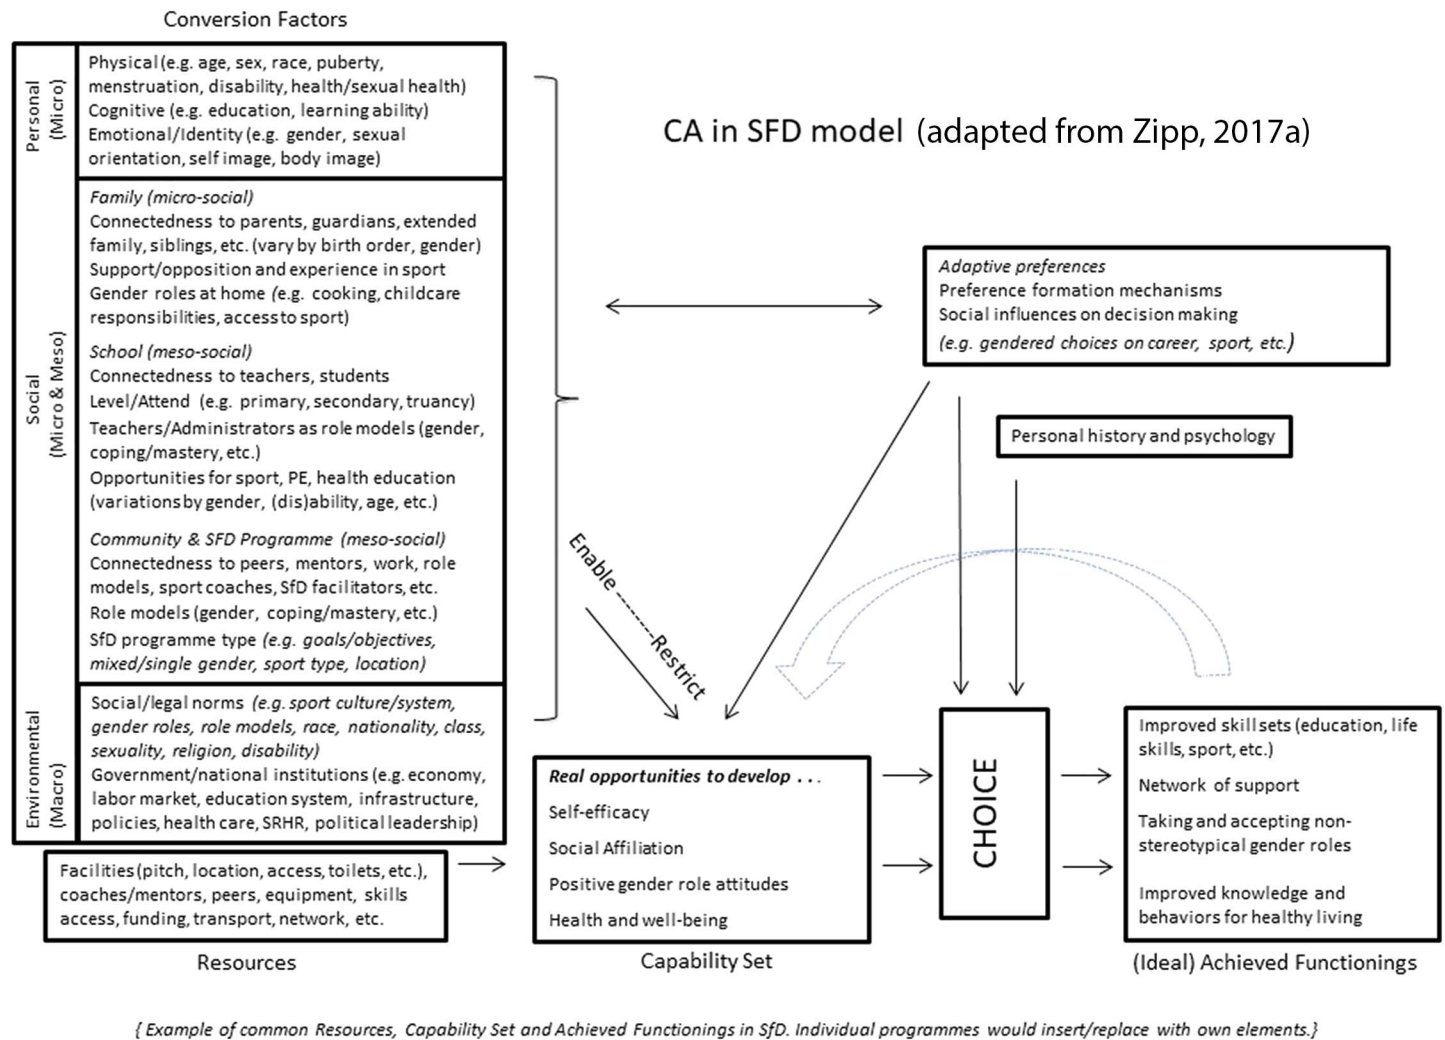 Conversion Factors
Personal
(Micro)
Physical (e.g. age, sex, race, puberty,
menstruation, disability, health/sexual health)
Cognitive (e.g. education, learning ability)
Emotional/Identity (e.g. gender, sexual
orientation, self image, body image)
Social
(Micro & Meso)
Family (micro-social)
Connectedness to parents, guardians, extended
family, siblings, etc. (vary by birth order, gender)
Support/opposition and experience in sport
Gender roles at home (e.g. cooking, childcare
responsibilities, access to sport)
School (meso-social)
Connectedness to teachers, students
Level/Attend (e.g. primary, secondary, truancy)
Teachers/Administrators as role models (gender,
coping/mastery, etc.)
Opportunities for sport, PE, health education
(variations by gender, (dis)ability, age, etc.)
Community & SFD Programme (meso-social)
Connectedness to peers, mentors, work, role
models, sport coaches, SfD facilitators, etc.
Role models (gender, coping/mastery, etc.)
SfD programme type (e.g. goals/objectives,
mixed/single gender, sport type, location)
Environmental
(Macro)
Social/legal norms (e.g. sport culture/system,
gender roles, role models, race, nationality, class,
sexuality, religion, disability)
Government/national institutions (e.g. economy,
labor market, education system, infrastructure,
policies, health care, SRHR, political leadership)
Facilities (pitch, location, access, toilets, etc.),
coaches/mentors, peers, equipment, skills
access, funding, transport, network, etc.
Resources
CA in SFD model (adapted from Zipp, 2017a)
Adaptive preferences
Preference formation mechanisms
Social influences on decision making
(e.g. gendered choices on career, sport, etc.)
Personal history and psychology
Enable ------Restrict
Real opportunities to develop . . .
Self-efficacy
Social Affiliation
Positive gender role attitudes
Health and well-being
Capability Set
CHOICE
Improved skill sets (education, life
skills, sport, etc.)
Network of support
Taking and accepting non-
stereotypical gender roles
Improved knowledge and
behaviors for healthy living
(Ideal) Achieved Functionings
{ Example of common Resources, Capability Set and Achieved Functionings in SfD. Individual programmes would insert/replace with own elements.}